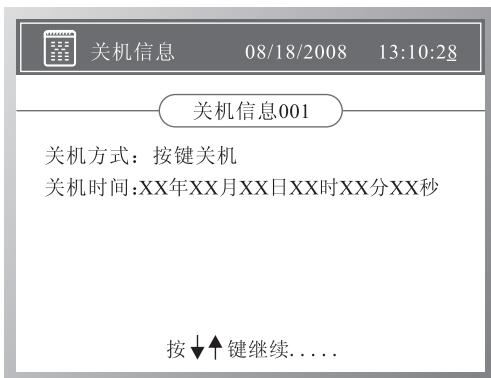 关机信息 08/18/2008 13:10:28
关机信息001
关机方式：按键关机
关机时间:XX年XX月XX日XX时XX分XX秒
按↓↑键继续.....